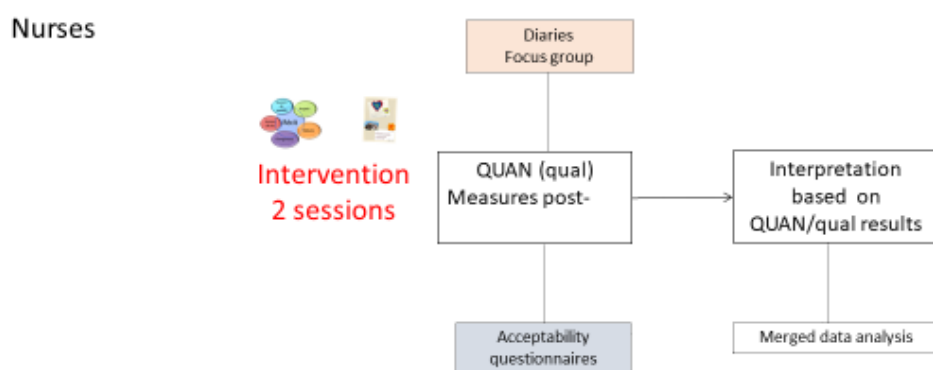 Nurses
Diaries
Focus group
Intervention
2 sessions
QUAN (qual)
Measures post-
Interpretation
based on
QUAN/qual results
Acceptability
questionnaires
Merged data analysis